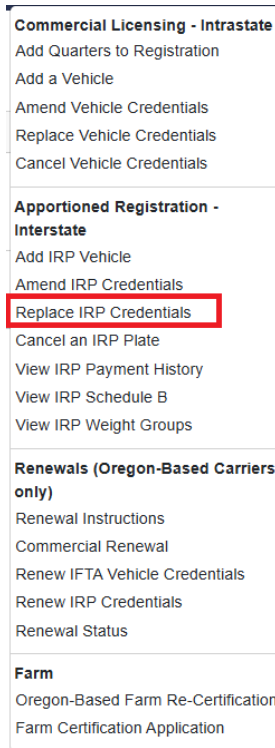 Commercial Licensing - Intrastate
Add Quarters to Registration
Add a Vehicle
Amend Vehicle Credentials
Replace Vehicle Credentials
Cancel Vehicle Credentials
Apportioned Registration -
Interstate
Add IRP Vehicle
Amend IRP Credentials
Replace IRP Credentials
Cancel an IRP Plate
View IRP Payment History
View IRP Schedule B
View IRP Weight Groups
Renewals (Oregon-Based Carriers
only)
Renewal Instructions
Commercial Renewal
Renew IFTA Vehicle Credentials
Renew IRP Credentials
Renewal Status
Farm
Oregon-Based Farm Re-Certification
Farm Certification Application